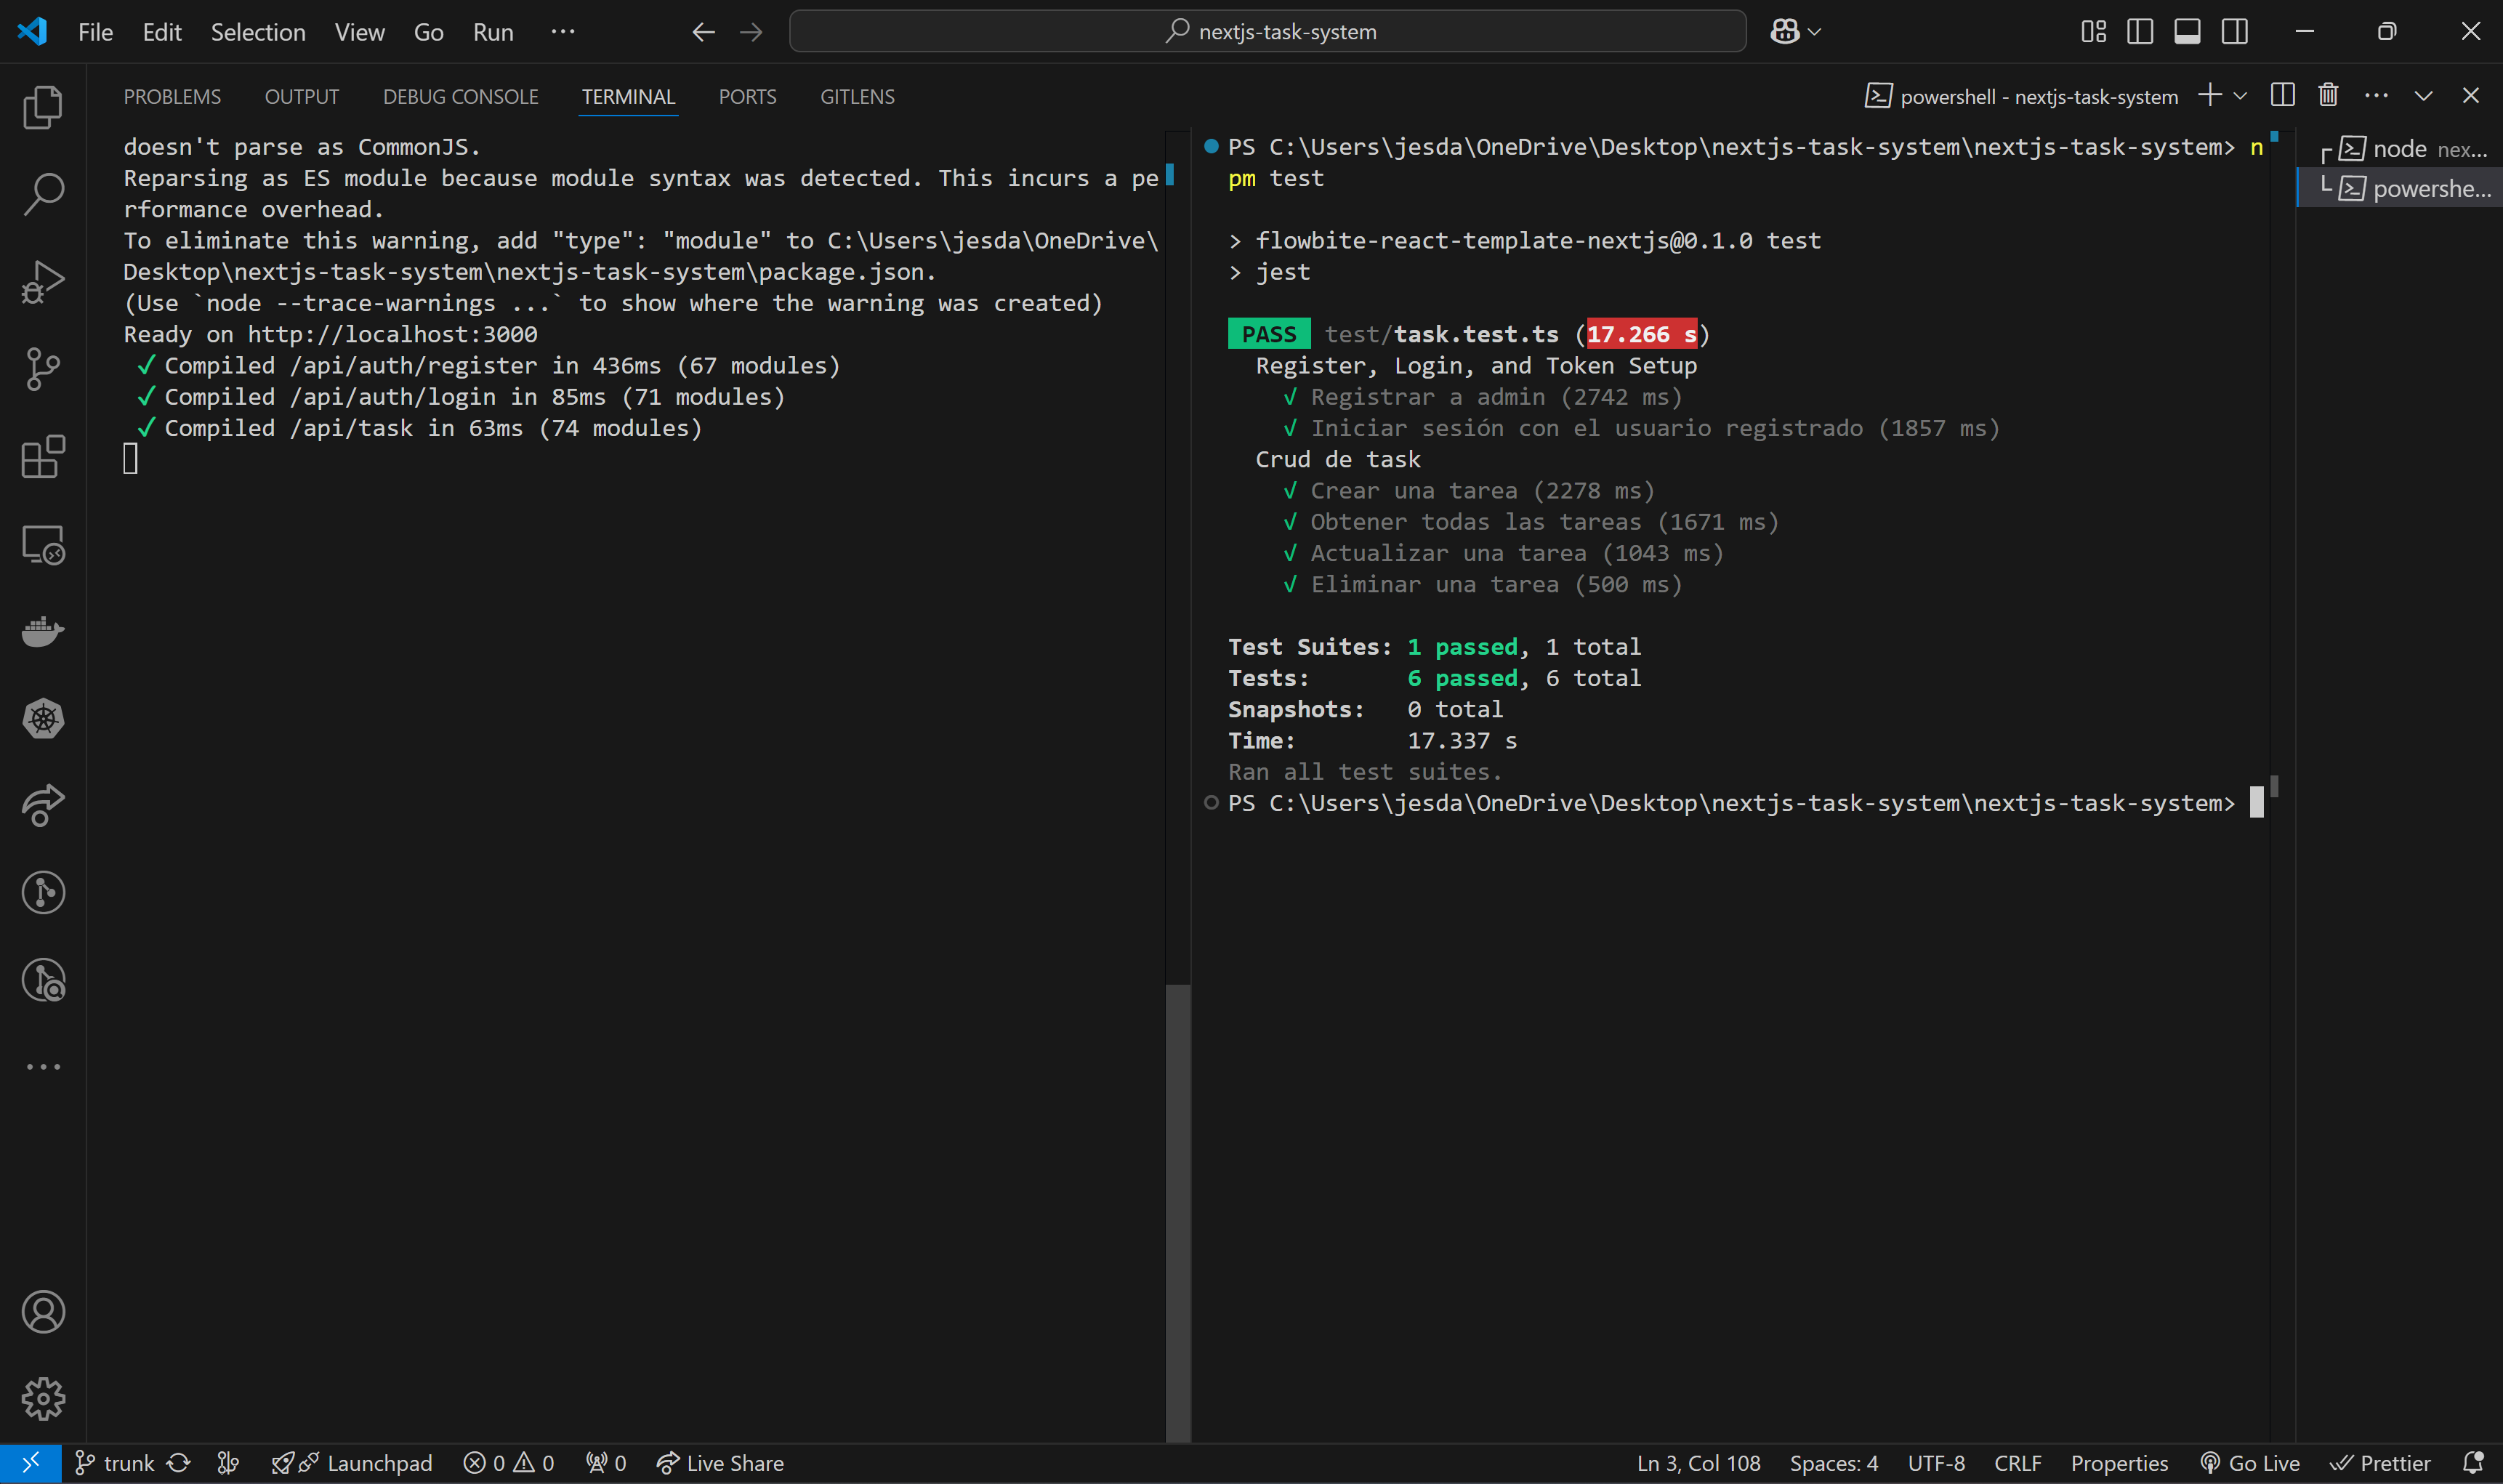 File Edit Selection View Go Run ···
nextjs-task-system
PROBLEMS OUTPUT DEBUG CONSOLE TERMINAL PORTS GITLENS
powershell - nextjs-task-system
doesn't parse as CommonJS.
Reparsing as ES module because module syntax was detected. This incurs a pe
rformance overhead.
To eliminate this warning, add "type": "module" to C:\Users\jesda\OneDrive\
Desktop\nextjs-task-system\nextjs-task-system\package.json.
(Use `node --trace-warnings ...` to show where the warning was created)
Ready on http://localhost:3000
✓ Compiled /api/auth/register in 436ms (67 modules)
✓ Compiled /api/auth/login in 85ms (71 modules)
✓ Compiled /api/task in 63ms (74 modules)
PS C:\Users\jesda\OneDrive\Desktop\nextjs-task-system\nextjs-task-system> n
pm test
> flowbite-react-template-nextjs@0.1.0 test
> jest
PASS test/task.test.ts (17.266 s)
Register, Login, and Token Setup
√ Registrar a admin (2742 ms)
√ Iniciar sesión con el usuario registrado (1857 ms)
Crud de task
√ Crear una tarea (2278 ms)
√ Obtener todas las tareas (1671 ms)
√ Actualizar una tarea (1043 ms)
√ Eliminar una tarea (500 ms)
Test Suites: 1 passed, 1 total
Tests: 6 passed, 6 total
Snapshots: 0 total
Time: 17.337 s
Ran all test suites.
PS C:\Users\jesda\OneDrive\Desktop\nextjs-task-system\nextjs-task-system>
node nex...
powershe...
trunk Launchpad 0 0 0 Live Share Ln 3, Col 108 Spaces: 4 UTF-8 CRLF Properties Go Live Prettier